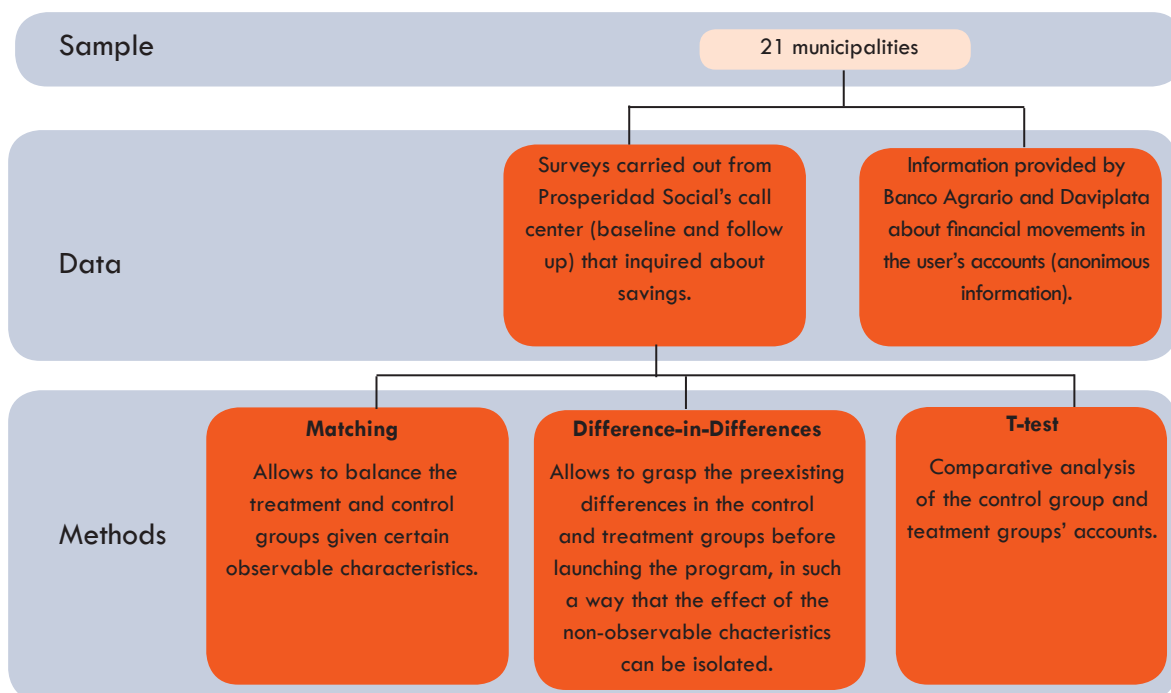 Sample
21 municipalities
Data
Surveys carried out from
Prosperidad Social's call
center (baseline and follow
up) that inquired about
savings.
Information provided by
Banco Agrario and Daviplata
about financial movements in
the user's accounts (anonimous
information).
Methods
Matching
Allows to balance the
treatment and control
groups given certain
observable characteristics.
Difference-in-Differences
Allows to grasp the preexisting
differences in the control
and treatment groups before
launching the program, in such
a way that the effect of the
non-observable chacteristics
can be isolated.
T-test
Comparative analysis
of the control group and
teatment groups' accounts.